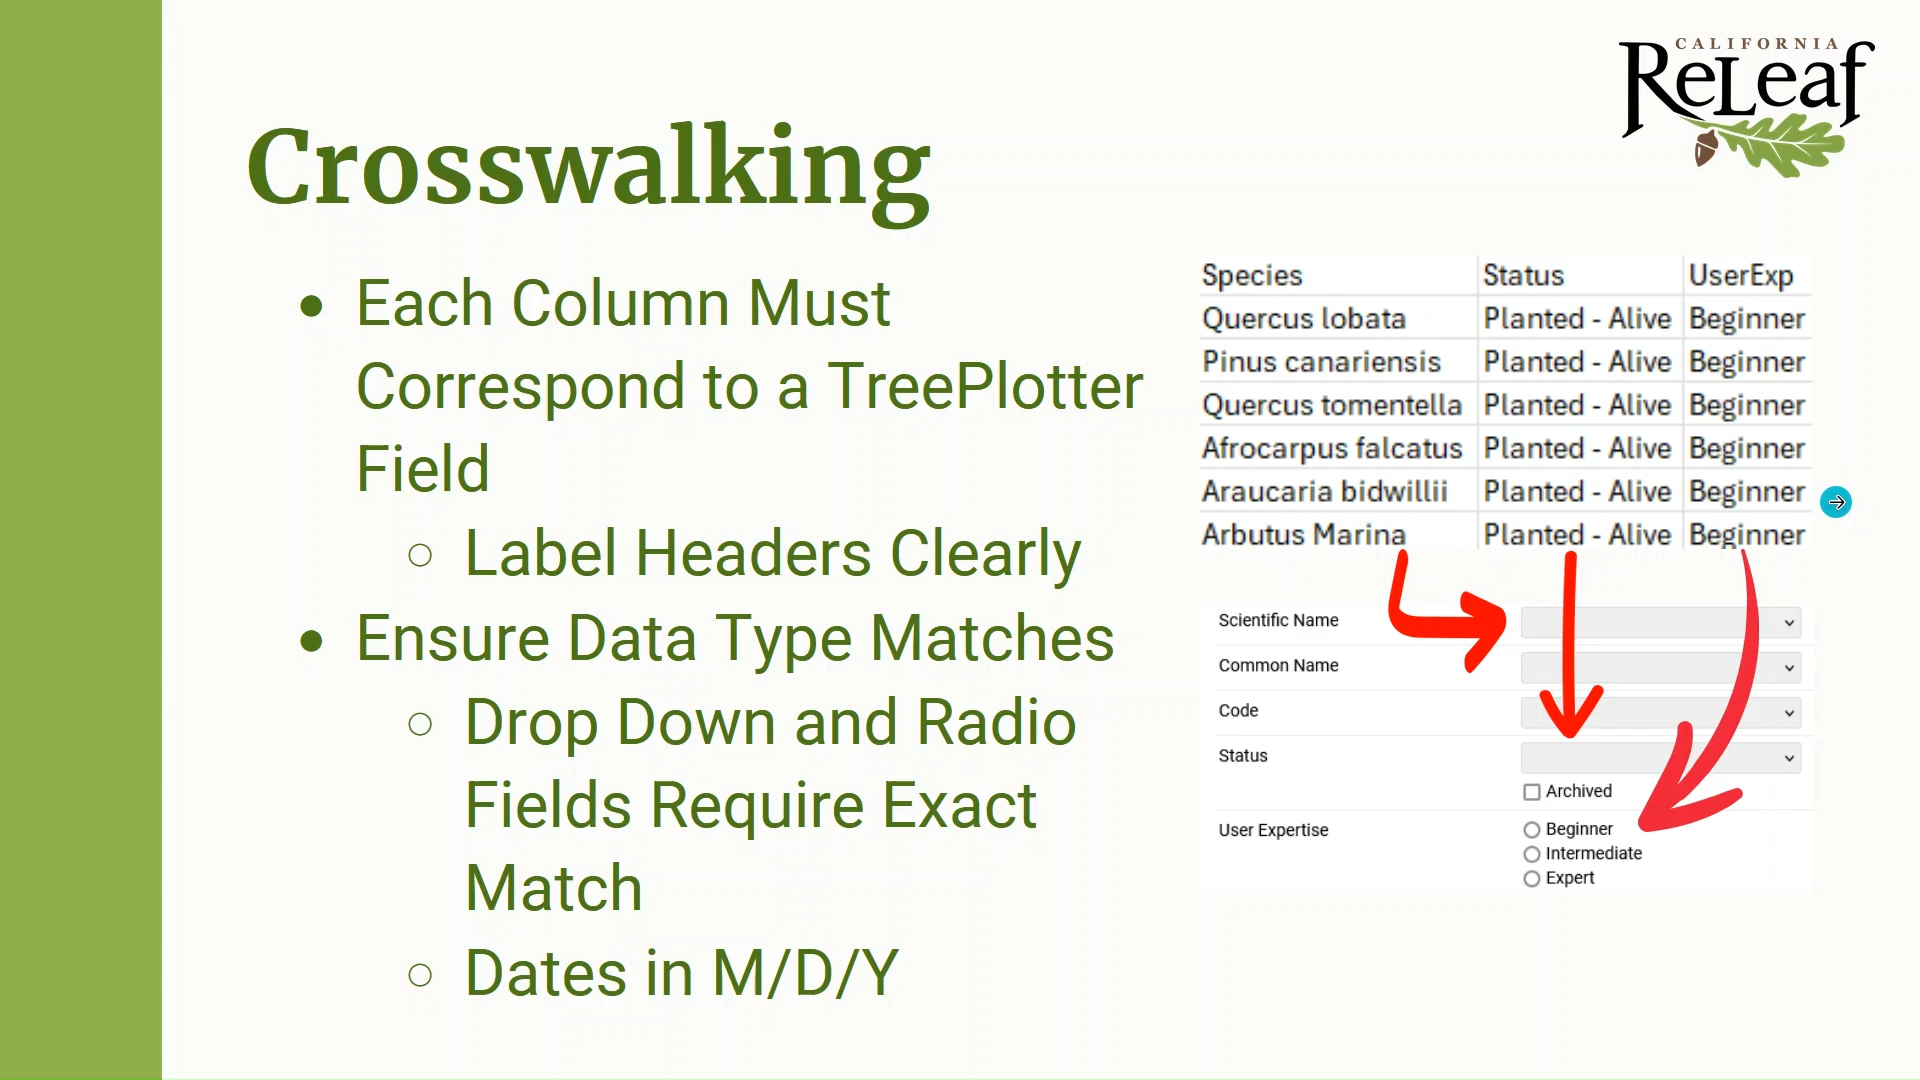 CALIFORNIA
ReLeaf
Crosswalking
Each Column Must
Correspond to a TreePlotter
Field
Label Headers Clearly
Ensure Data Type Matches
Drop Down and Radio
Fields Require Exact
Match
Dates in M/D/Y
Species Status UserExp
Quercus lobata Planted - Alive Beginner
Pinus canariensis Planted - Alive Beginner
Quercus tomentella Planted - Alive Beginner
Afrocarpus falcatus Planted - Alive Beginner
Araucaria bidwillii Planted - Alive Beginner
Arbutus Marina Planted - Alive Beginner
Scientific Name
Common Name
Code
Status
Archived
User Expertise
Beginner
Intermediate
Expert